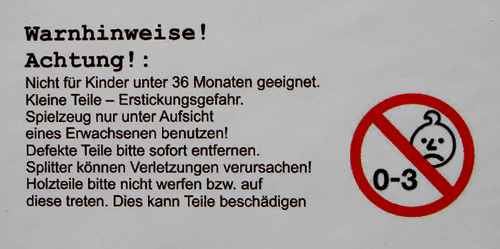 Warnhinweise!
Achtung!:
Nicht für Kinder unter 36 Monaten geeignet.
Kleine Teile – Erstickungsgefahr.
Spielzeug nur unter Aufsicht
eines Erwachsenen benutzen!
Defekte Teile bitte sofort entfernen.
Splitter können Verletzungen verursachen!
Holzteile bitte nicht werfen bzw. auf
diese treten. Dies kann Teile beschädigen
0-3